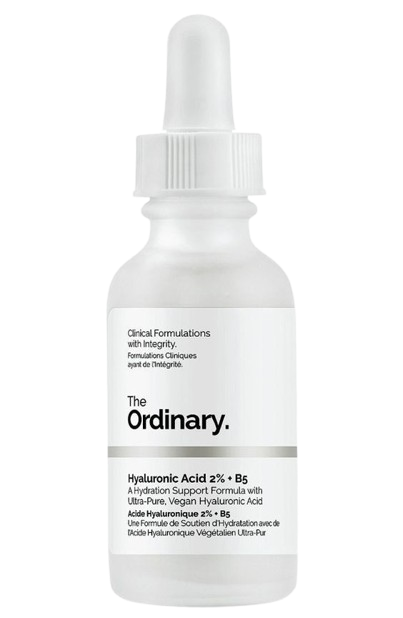 Clinical Formulations
with Integrity.
Formulations Cliniques
ayant de l'Intégrité.
The
Ordinary.
Hyaluronic Acid 2% + B5
A Hydration Support Formula with
Ultra-Pure, Vegan Hyaluronic Acid
Acide Hyaluronique 2% + B5
Une Formule de Soutien d'Hydratation avec de
l'Acide Hyaluronique Végétalien Ultra-Pur